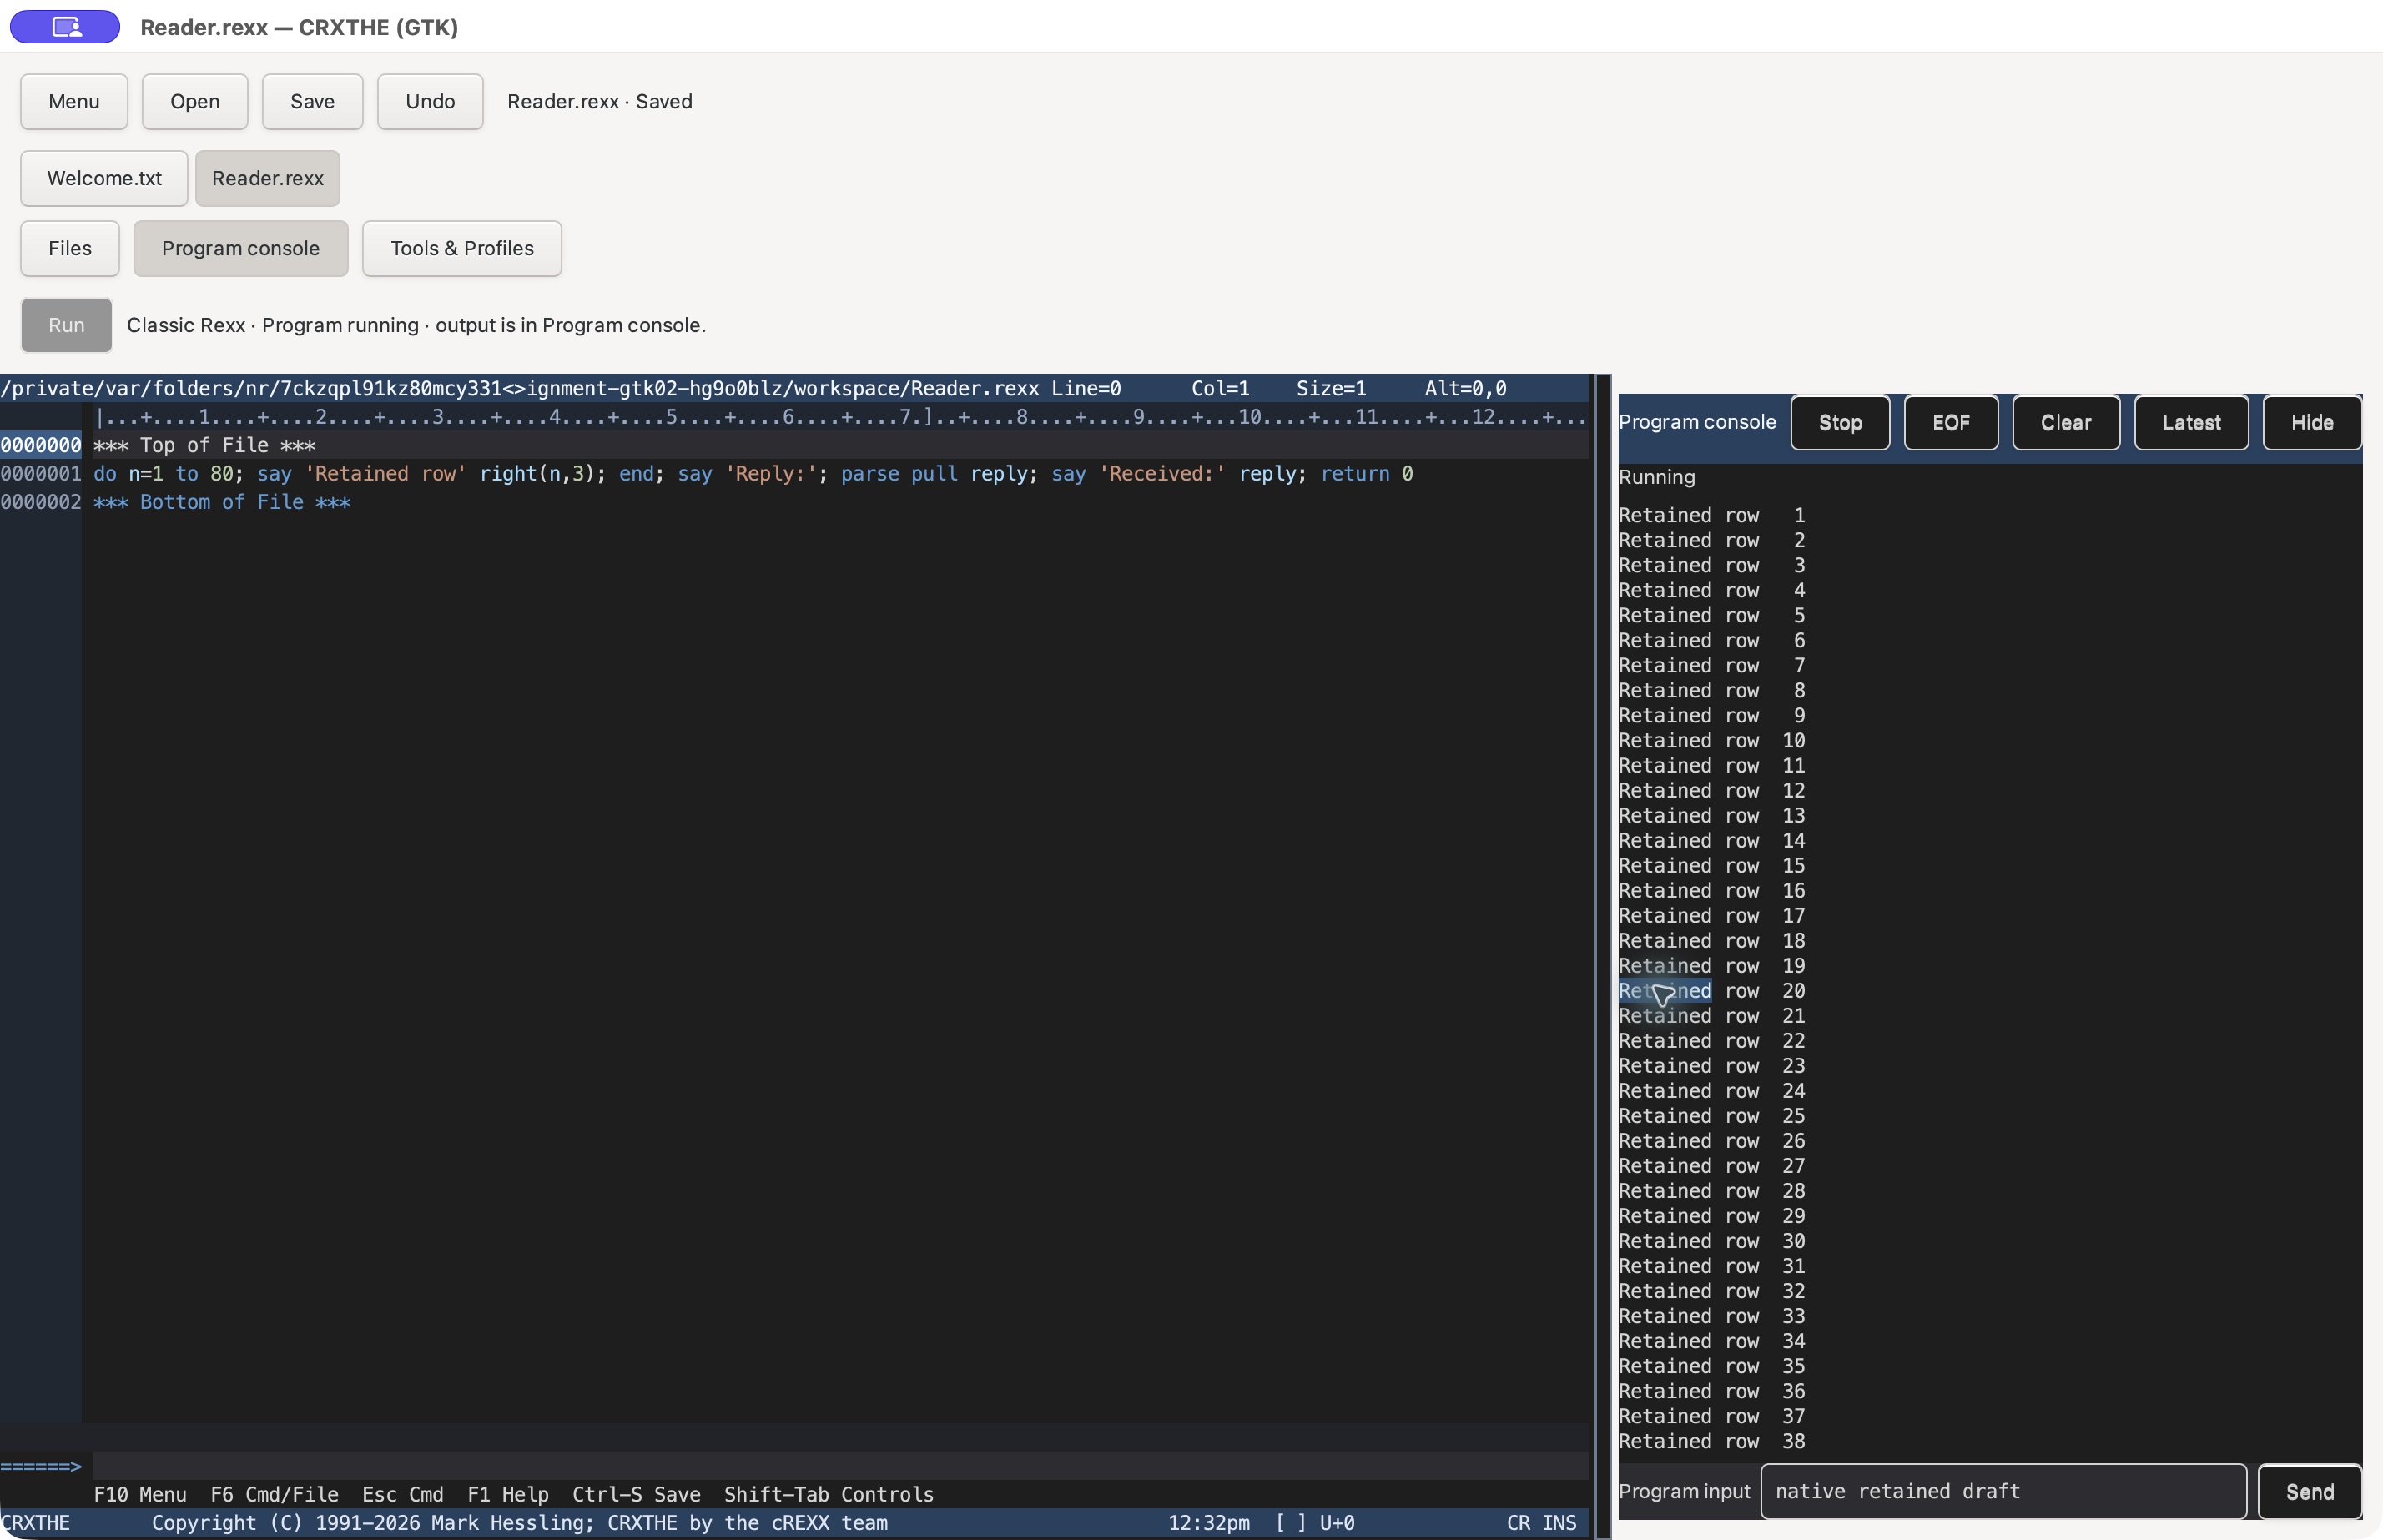 Reader.rexx — CRXTHE (GTK)
Menu Open Save Undo Reader.rexx · Saved
Welcome.txt Reader.rexx
Files Program console Tools & Profiles
Run Classic Rexx · Program running · output is in Program console.
/private/var/folders/nr/7ckzqpl91kz80mcy331<>ignment-gtk02-hg9o0blz/workspace/Reader.rexx Line=0 Col=1 Size=1 Alt=0,0
|...+....1....+....2....+....3....+....4....+....5....+....6....+....7.]..+....8....+....9....+...10....+...11....+...12....+...
0000000 *** Top of File ***
0000001 do n=1 to 80; say 'Retained row' right(n,3); end; say 'Reply:'; parse pull reply; say 'Received:' reply; return 0
0000002 *** Bottom of File ***
======>
F10 Menu F6 Cmd/File Esc Cmd F1 Help Ctrl-S Save Shift-Tab Controls
CRXTHE Copyright (C) 1991-2026 Mark Hessling; CRXTHE by the cREXX team 12:32pm [ ] U+0 CR INS
Program console Stop EOF Clear Latest Hide
Running
Retained row 1
Retained row 2
Retained row 3
Retained row 4
Retained row 5
Retained row 6
Retained row 7
Retained row 8
Retained row 9
Retained row 10
Retained row 11
Retained row 12
Retained row 13
Retained row 14
Retained row 15
Retained row 16
Retained row 17
Retained row 18
Retained row 19
Retained row 20
Retained row 21
Retained row 22
Retained row 23
Retained row 24
Retained row 25
Retained row 26
Retained row 27
Retained row 28
Retained row 29
Retained row 30
Retained row 31
Retained row 32
Retained row 33
Retained row 34
Retained row 35
Retained row 36
Retained row 37
Retained row 38
Program input native retained draft Send